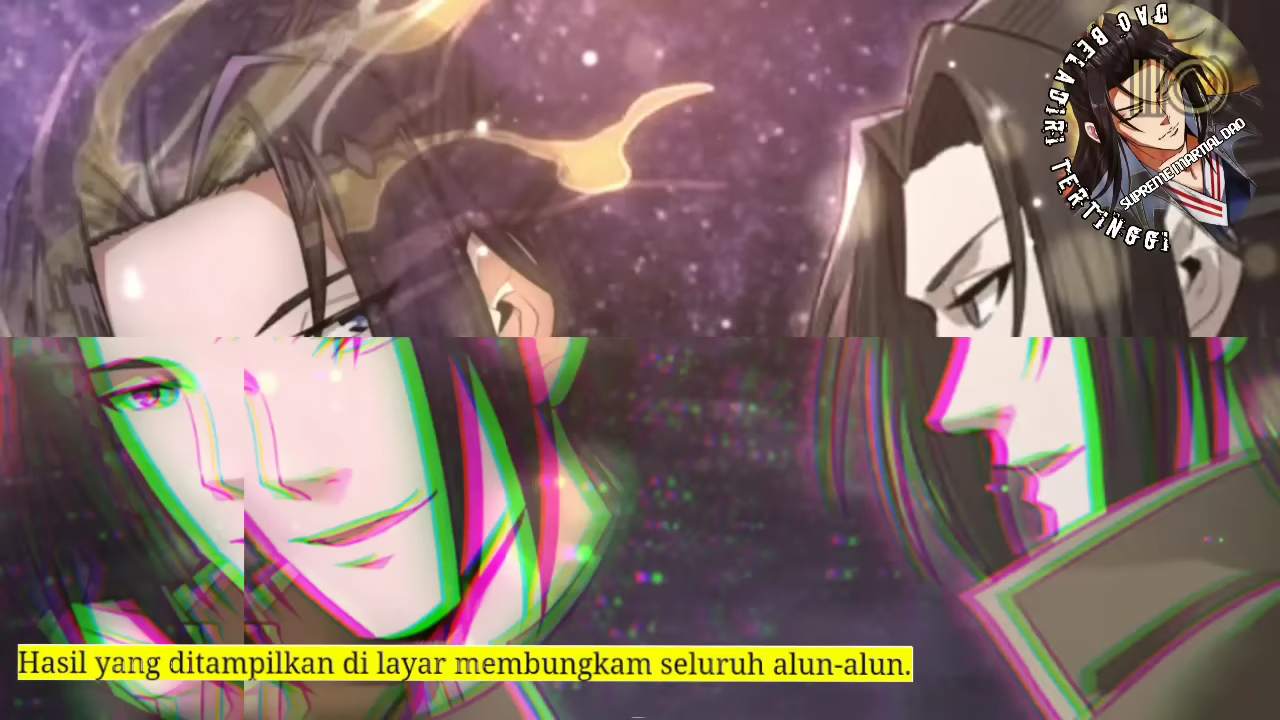 DAO BELADIRI TERTINGGI
SUPREME MARTIAL DAO
Hasil yang ditampilkan di layar membungkam seluruh alun-alun.